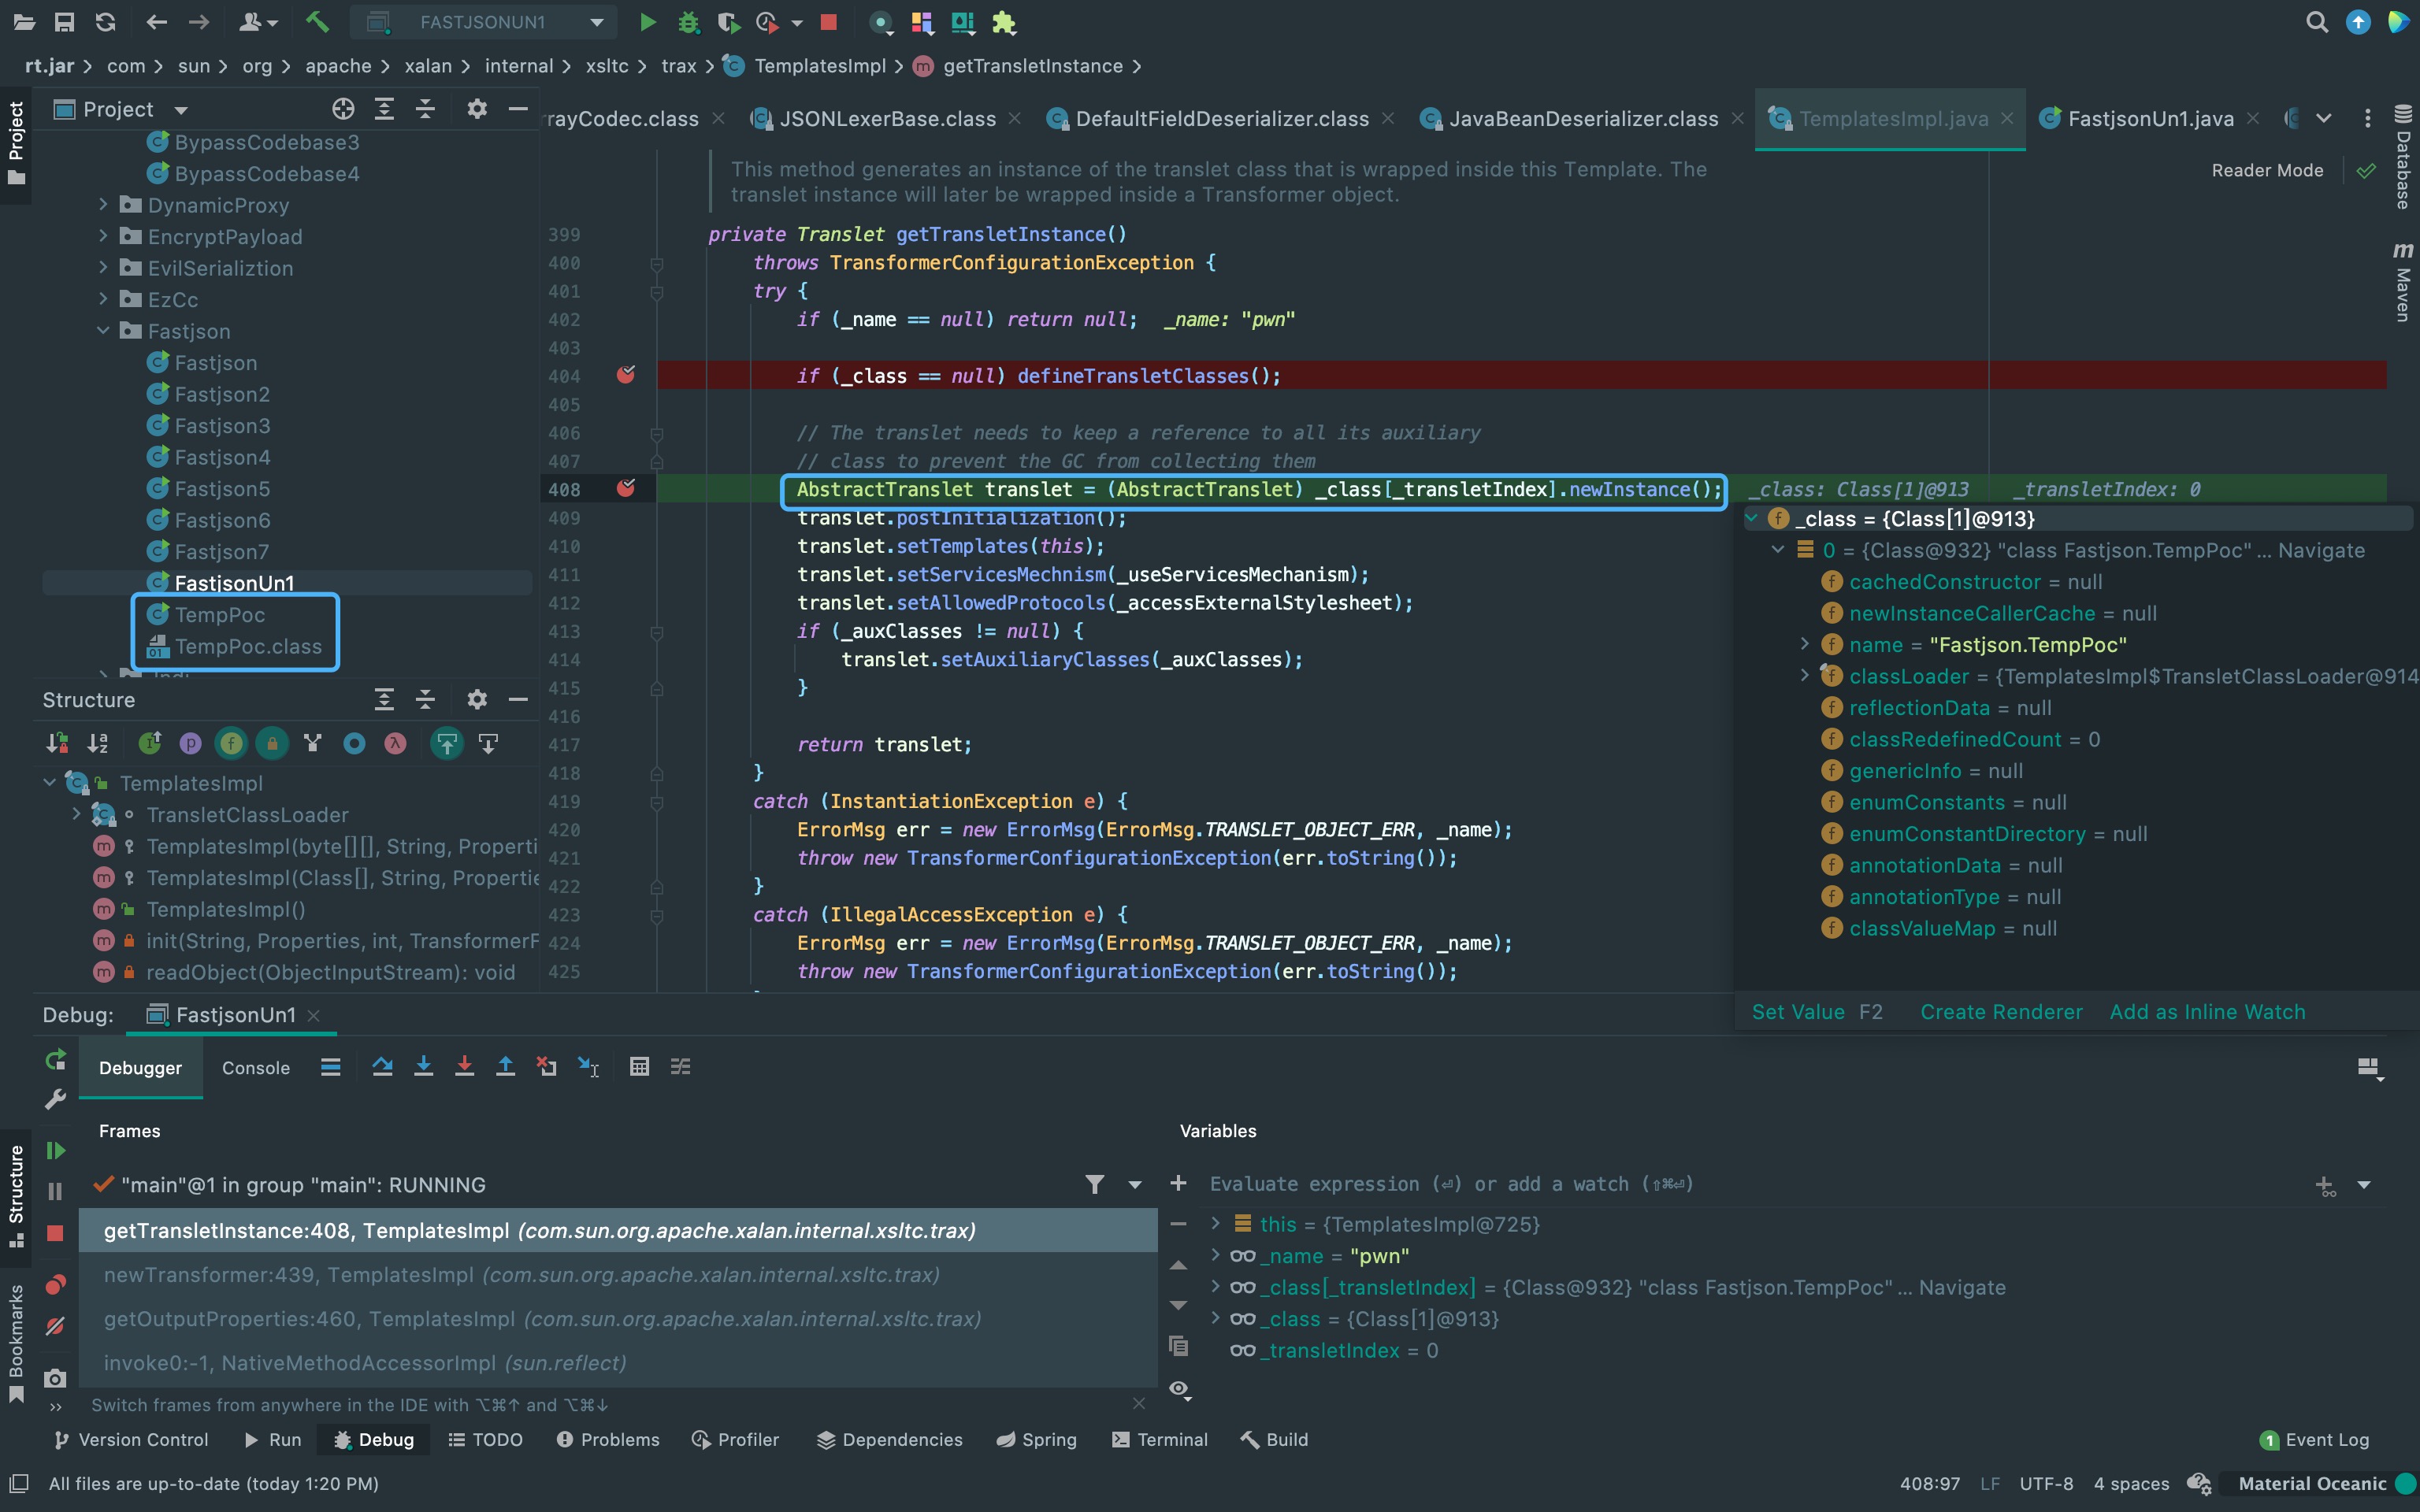 FASTJSONUN1
rt.jar > com > sun > org > apache > xalan > internal > xsltc > trax > TemplatesImpl > getTransletInstance >
Project
Project
rayCodec.class
JSONLexerBase.class
DefaultFieldDeserializer.class
JavaBeanDeserializer.class
TemplatesImpl.java
FastjsonUn1.java
Database
Maven
BypassCodebase3
BypassCodebase4
DynamicProxy
EncryptPayload
EvilSerializtion
EzCc
Fastjson
Fastjson
Fastjson2
Fastjson3
Fastjson4
Fastjson5
Fastjson6
Fastjson7
FastjsonUn1
TempPoc
TempPoc.class
This method generates an instance of the translet class that is wrapped inside this Template. The
translet instance will later be wrapped inside a Transformer object.
Reader Mode
399 private Translet getTransletInstance()
400 throws TransformerConfigurationException {
401 try {
402 if (_name == null) return null; _name: "pwn"
403
404 if (_class == null) defineTransletClasses();
405
406 // The translet needs to keep a reference to all its auxiliary
407 // class to prevent the GC from collecting them
408 AbstractTranslet translet = (AbstractTranslet) _class[_transletIndex].newInstance(); _class: Class[1]@913 _transletIndex: 0
409 translet.postInitialization();
410 translet.setTemplates(this);
411 translet.setServicesMechnism(_useServicesMechanism);
412 translet.setAllowedProtocols(_accessExternalStylesheet);
413 if (_auxClasses != null) {
414 translet.setAuxiliaryClasses(_auxClasses);
415 }
416
417 return translet;
418 }
419 catch (InstantiationException e) {
420 ErrorMsg err = new ErrorMsg(ErrorMsg.TRANSLET_OBJECT_ERR, _name);
421 throw new TransformerConfigurationException(err.toString());
422 }
423 catch (IllegalAccessException e) {
424 ErrorMsg err = new ErrorMsg(ErrorMsg.TRANSLET_OBJECT_ERR, _name);
425 throw new TransformerConfigurationException(err.toString());
_class = {Class[1]@913}
0 = {Class@932} "class Fastjson.TempPoc" ... Navigate
cachedConstructor = null
newInstanceCallerCache = null
name = "Fastjson.TempPoc"
classLoader = {TemplatesImpl$TransletClassLoader@914
reflectionData = null
classRedefinedCount = 0
genericInfo = null
enumConstants = null
enumConstantDirectory = null
annotationData = null
annotationType = null
classValueMap = null
Set Value F2 Create Renderer Add as Inline Watch
Structure
TemplatesImpl
TransletClassLoader
TemplatesImpl(byte[][], String, Properti
TemplatesImpl(Class[], String, Propertie
TemplatesImpl()
init(String, Properties, int, TransformerF
readObject(ObjectInputStream): void
Debug: FastjsonUn1
Debugger Console
Frames
"main"@1 in group "main": RUNNING
getTransletInstance:408, TemplatesImpl (com.sun.org.apache.xalan.internal.xsltc.trax)
newTransformer:439, TemplatesImpl (com.sun.org.apache.xalan.internal.xsltc.trax)
getOutputProperties:460, TemplatesImpl (com.sun.org.apache.xalan.internal.xsltc.trax)
invoke0:-1, NativeMethodAccessorImpl (sun.reflect)
Switch frames from anywhere in the IDE with ⌥⌘↑ and ⌥⌘↓
Variables
Evaluate expression (⏎) or add a watch (⇧⌘⏎)
this = {TemplatesImpl@725}
_name = "pwn"
_class[_transletIndex] = {Class@932} "class Fastjson.TempPoc" ... Navigate
_class = {Class[1]@913}
_transletIndex = 0
Structure
Bookmarks
Version Control Run Debug TODO Problems Profiler Dependencies Spring Terminal Build
1 Event Log
All files are up-to-date (today 1:20 PM)
408:97 LF UTF-8 4 spaces Material Oceanic